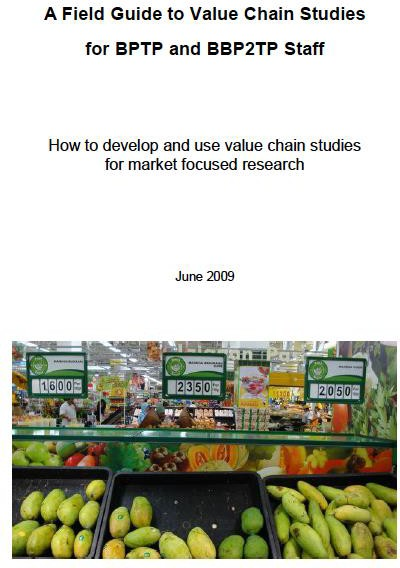 A Field Guide to Value Chain Studies
for BPTP and BBP2TP Staff
How to develop and use value chain studies
for market focused research
June 2009
1600
2350
2050